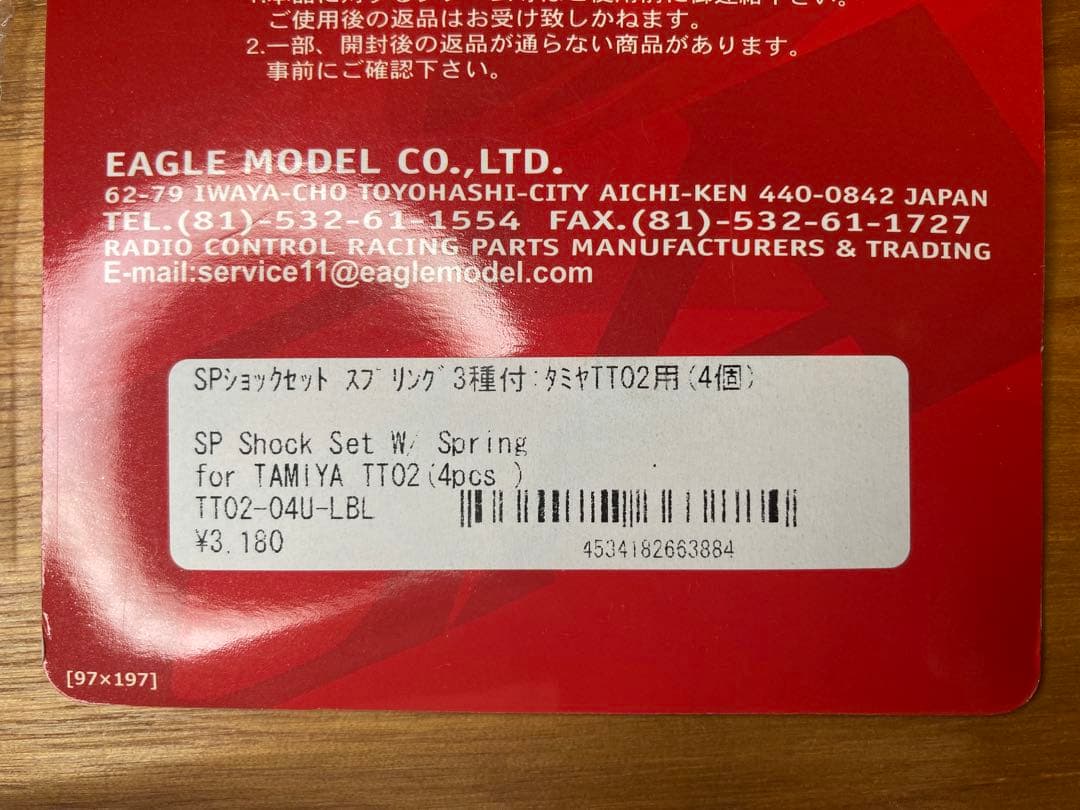 ご使用後の返品はお受け致しかねます。
2.一部、開封後の返品が通らない商品があります。
事前にご確認下さい。
EAGLE MODEL CO.,LTD.
62-79 IWAYA-CHO TOYOHASHI-CITY AICHI-KEN 440-0842 JAPAN
TEL.(81)-532-61-1554 FAX.(81)-532-61-1727
RADIO CONTROL RACING PARTS MANUFACTURERS & TRADING
E-mail:service11@eaglemodel.com
SPショックセット スプリング3種付:タミヤTT02用(4個)
SP Shock Set W/ Spring
for TAMIYA TT02(4pcs )
TT02-04U-LBL
¥3.180
4534182663884
[97×197]